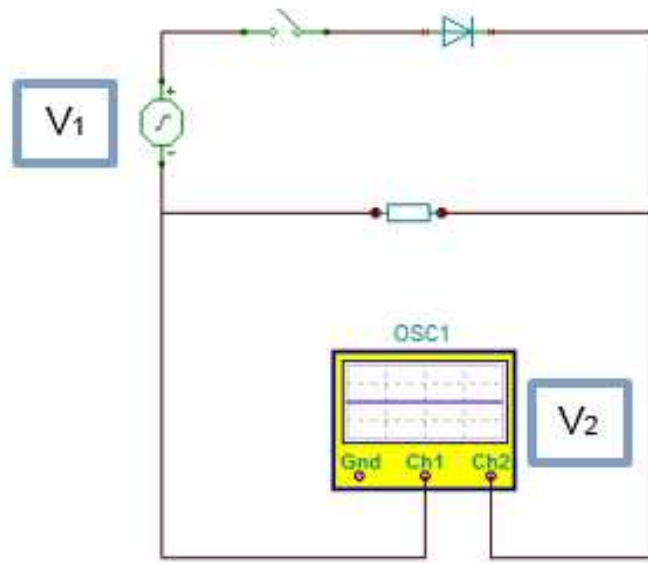 +
V₁
-
OSC1
V₂
Gnd Ch1 Ch2